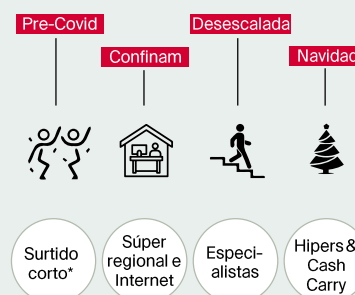 Pre-Covid
Desescalada
Confinam
Navidad
Surtido
corto*
Súper
regional e
Internet
Especi-
alistas
Hipers &
Cash
Carry